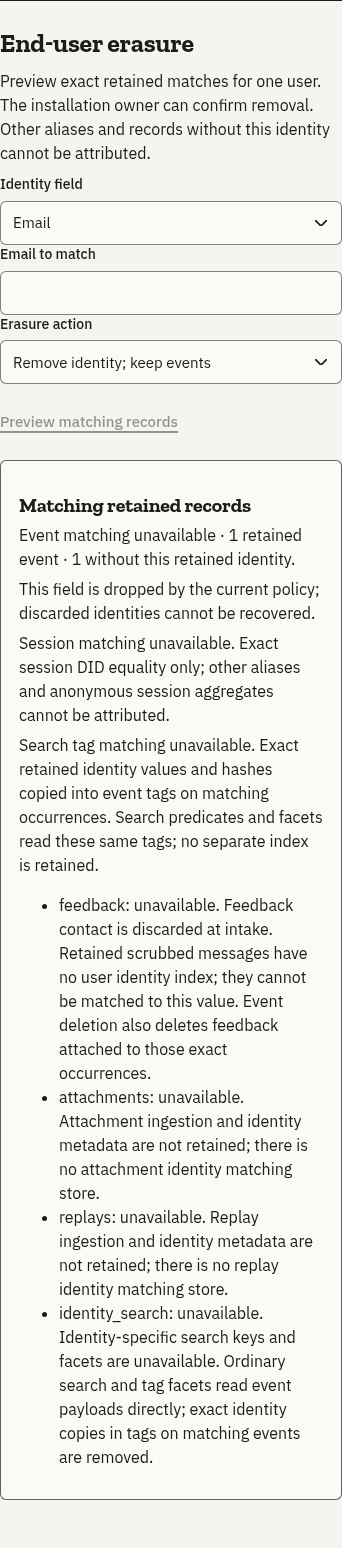 End-user erasure
Preview exact retained matches for one user.
The installation owner can confirm removal.
Other aliases and records without this identity
cannot be attributed.
Identity field
Email
Email to match
Erasure action
Remove identity; keep events
Preview matching records
Matching retained records
Event matching unavailable · 1 retained
event · 1 without this retained identity.
This field is dropped by the current policy;
discarded identities cannot be recovered.
Session matching unavailable. Exact
session DID equality only; other aliases
and anonymous session aggregates
cannot be attributed.
Search tag matching unavailable. Exact
retained identity values and hashes
copied into event tags on matching
occurrences. Search predicates and facets
read these same tags; no separate index
is retained.
• feedback: unavailable. Feedback
contact is discarded at intake.
Retained scrubbed messages have
no user identity index; they cannot
be matched to this value. Event
deletion also deletes feedback
attached to those exact
occurrences.
• attachments: unavailable.
Attachment ingestion and identity
metadata are not retained; there is
no attachment identity matching
store.
• replays: unavailable. Replay
ingestion and identity metadata are
not retained; there is no replay
identity matching store.
• identity_search: unavailable.
Identity-specific search keys and
facets are unavailable. Ordinary
search and tag facets read event
payloads directly; exact identity
copies in tags on matching events
are removed.